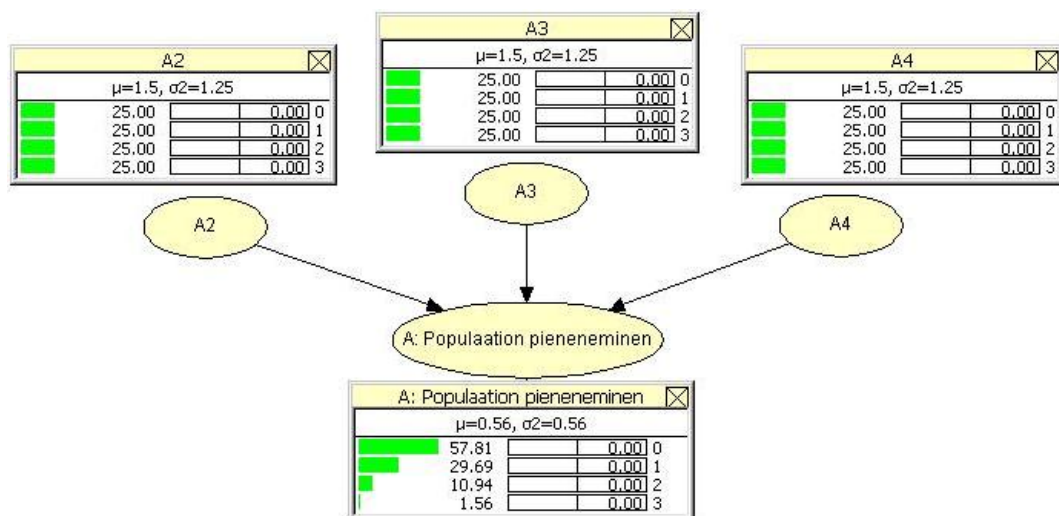 A2
μ=1.5, σ2=1.25
25.00 0.00 0
25.00 0.00 1
25.00 0.00 2
25.00 0.00 3
A3
μ=1.5, σ2=1.25
25.00 0.00 0
25.00 0.00 1
25.00 0.00 2
25.00 0.00 3
A4
μ=1.5, σ2=1.25
25.00 0.00 0
25.00 0.00 1
25.00 0.00 2
25.00 0.00 3
A2
A3
A4
A: Populaation pieneneminen
A: Populaation pieneneminen
μ=0.56, σ2=0.56
57.81 0.00 0
29.69 0.00 1
10.94 0.00 2
1.56 0.00 3